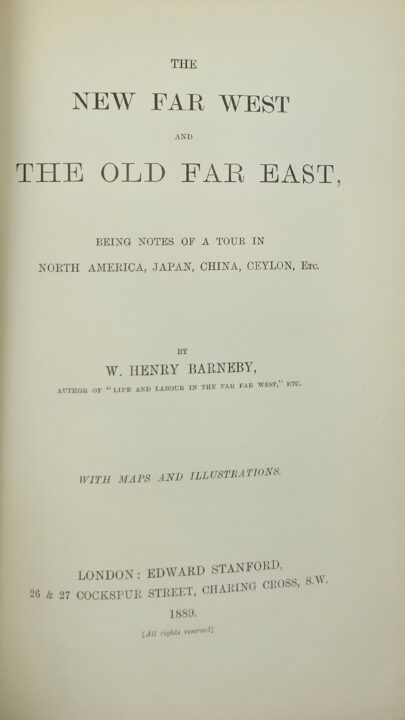 THE
NEW FAR WEST
AND
THE OLD FAR EAST,
BEING NOTES OF A TOUR IN
NORTH AMERICA, JAPAN, CHINA, CEYLON, Etc.
BY
W. HENRY BARNEBY,
AUTHOR OF "LIFE AND LABOUR IN THE FAR FAR WEST," ETC.
WITH MAPS AND ILLUSTRATIONS.
LONDON: EDWARD STANFORD,
26 & 27 COCKSPUR STREET, CHARING CROSS, S.W.
1889.
[All rights reserved]